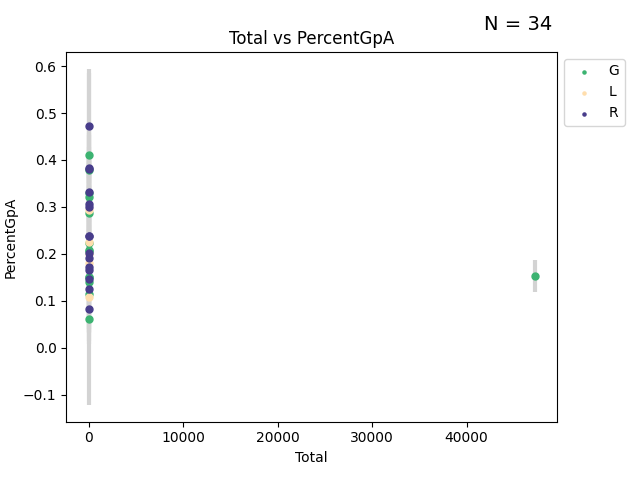 N = 34
Total vs PercentGpA
G
L
R
0.6
0.5
0.4
0.3
0.2
0.1
0.0
−0.1
PercentGpA
0
10000
20000
30000
40000
Total